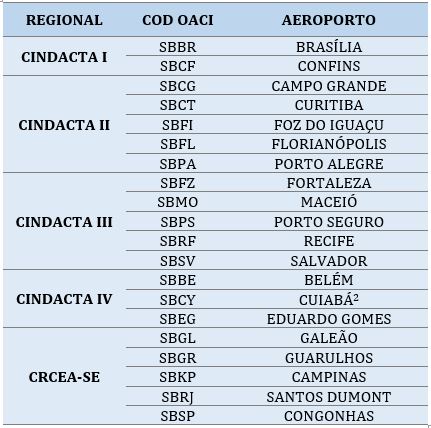 REGIONAL COD OACI AEROPORTO
CINDACTA I
SBBR BRASÍLIA
SBCF CONFINS
CINDACTA II
SBCG CAMPO GRANDE
SBCT CURITIBA
SBFI FOZ DO IGUAÇU
SBFL FLORIANÓPOLIS
SBPA PORTO ALEGRE
CINDACTA III
SBFZ FORTALEZA
SBMO MACEIÓ
SBPS PORTO SEGURO
SBRF RECIFE
SBSV SALVADOR
CINDACTA IV
SBBE BELÉM
SBCY CUIABÁ²
SBEG EDUARDO GOMES
CRCEA-SE
SBGL GALEÃO
SBGR GUARULHOS
SBKP CAMPINAS
SBRJ SANTOS DUMONT
SBSP CONGONHAS